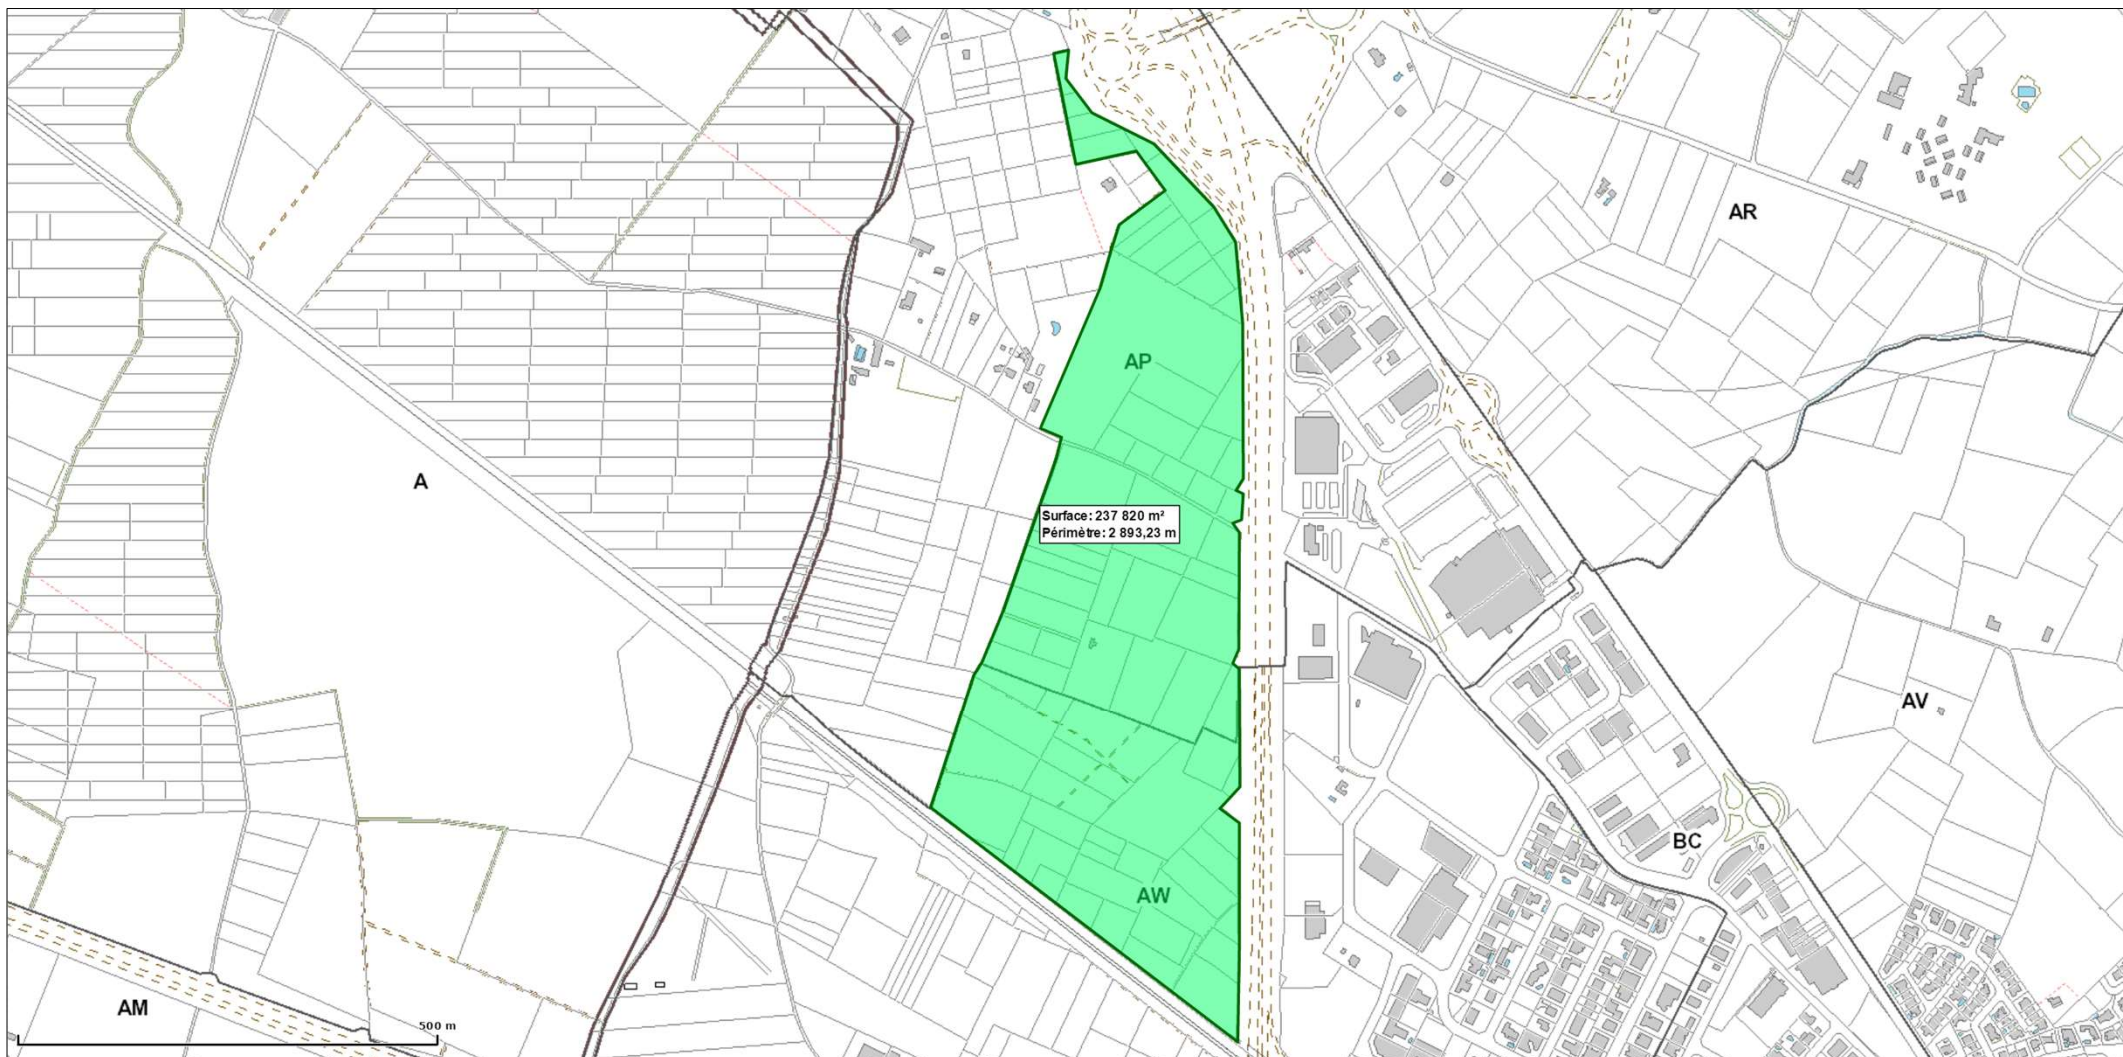 AR
AP
A
Surface: 237 820 m²
Périmètre: 2 893,23 m
AV
BC
AW
AM
500 m